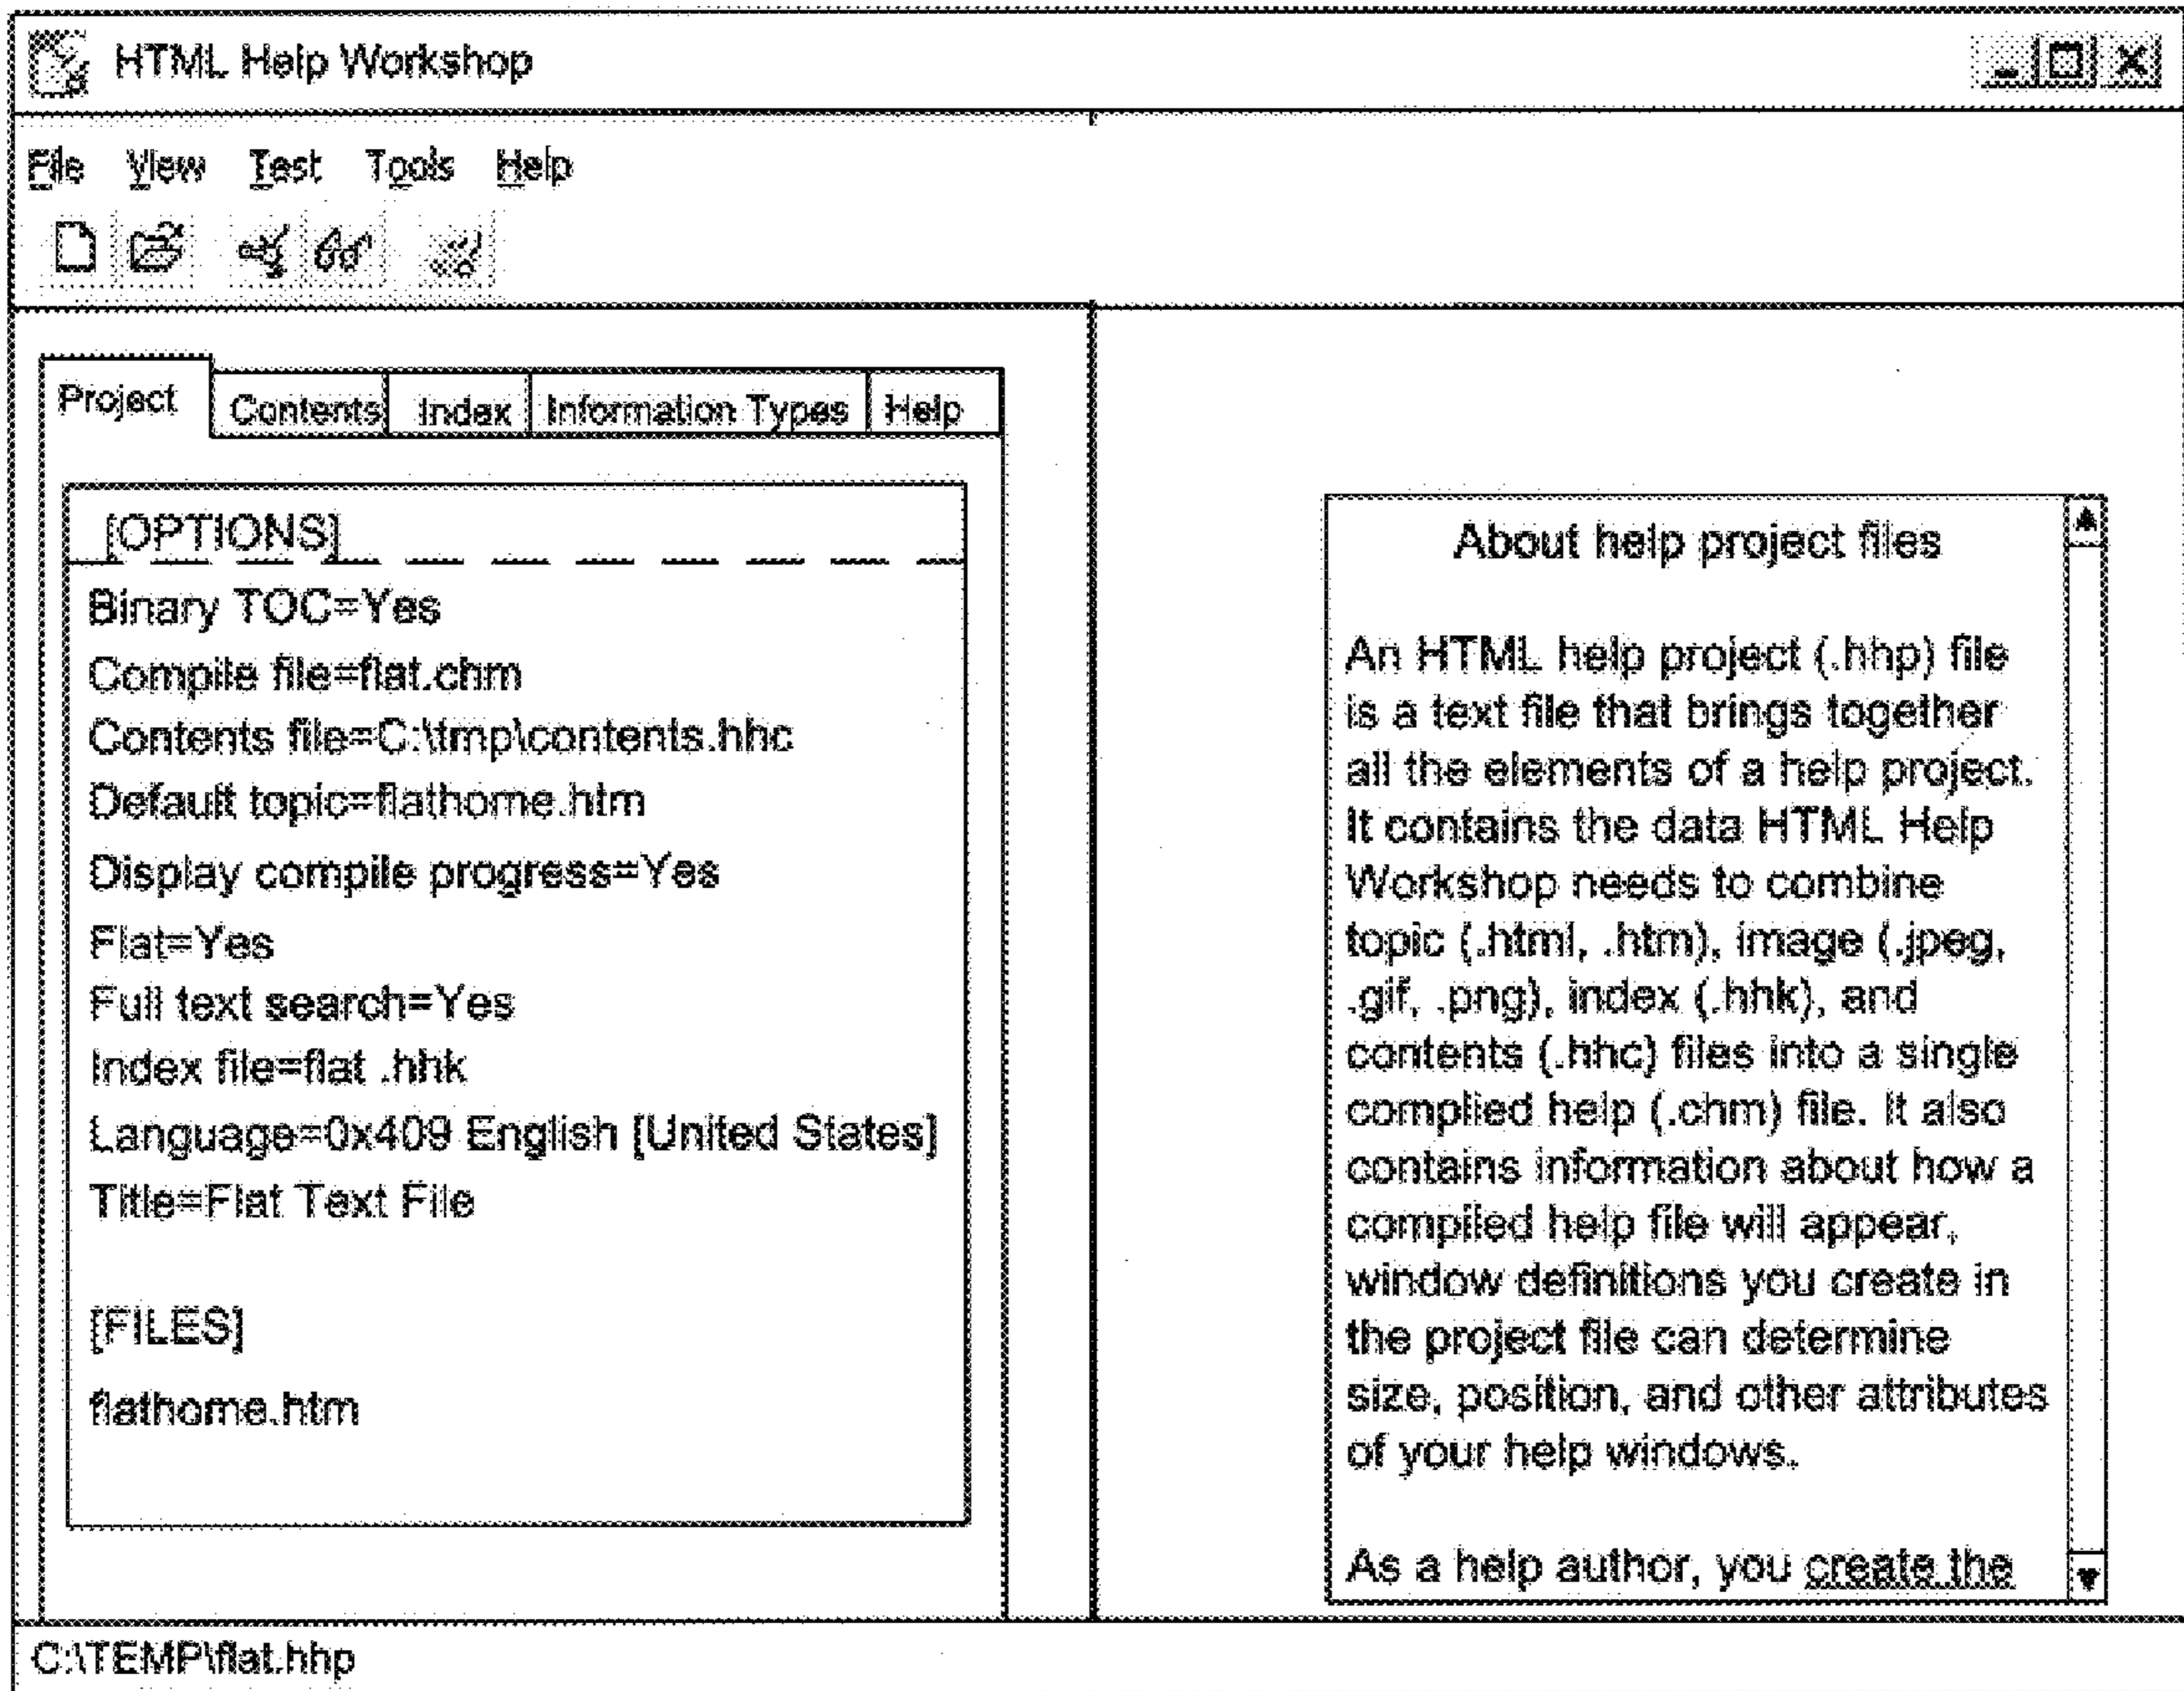 HTML Help Workshop
File View Test Tools Help
Project Contents Index Information Types Help
[OPTIONS]
Binary TOC=Yes
Compile file=flat.chm
Contents file=C:\tmp\contents.hhc
Default topic=flathome.htm
Display compile progress=Yes
Flat=Yes
Full text search=Yes
Index file=flat .hhk
Language=0x409 English [United States]
Title=Flat Text File
[FILES]
flathome.htm
About help project files
An HTML help project (.hhp) file
is a text file that brings together
all the elements of a help project.
It contains the data HTML Help
Workshop needs to combine
topic (.html, .htm), image (.jpeg,
.gif, .png), index (.hhk), and
contents (.hhc) files into a single
complied help (.chm) file. It also
contains information about how a
compiled help file will appear,
window definitions you create in
the project file can determine
size, position, and other attributes
of your help windows.
As a help author, you create the
C:\TEMP\flat.hhp